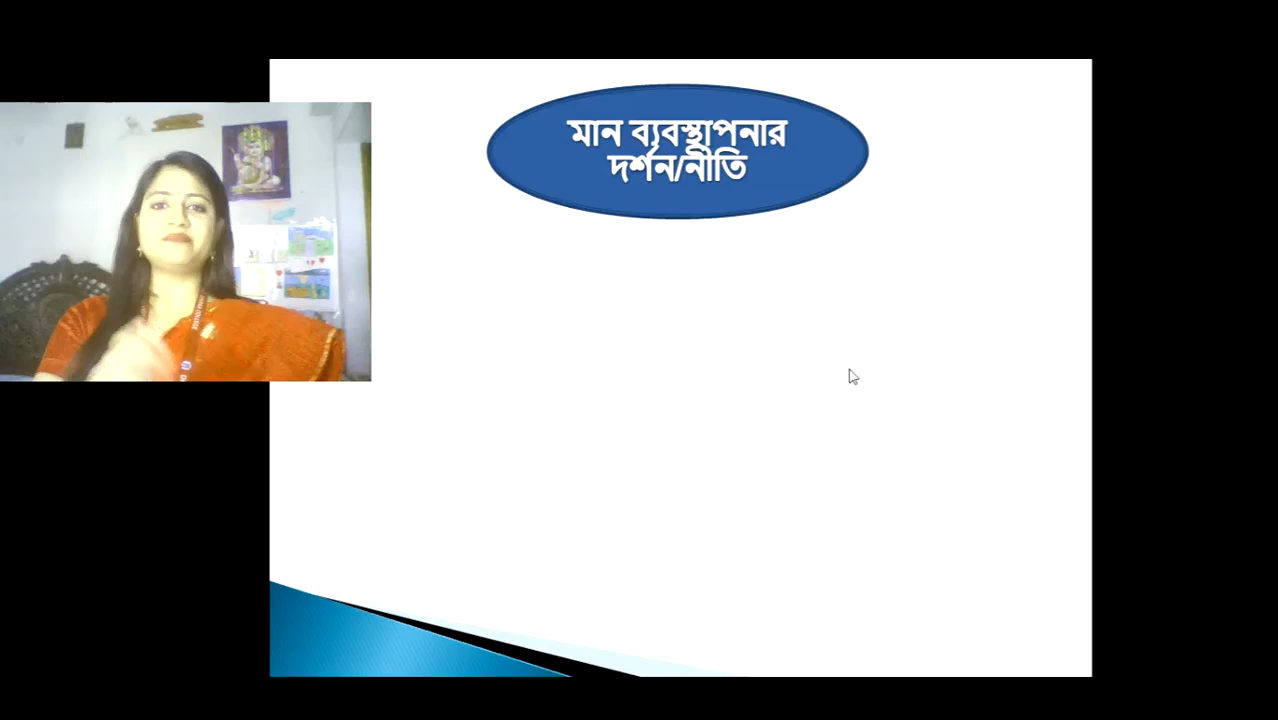 মান ব্যবস্থাপনার
দর্শন/নীতি